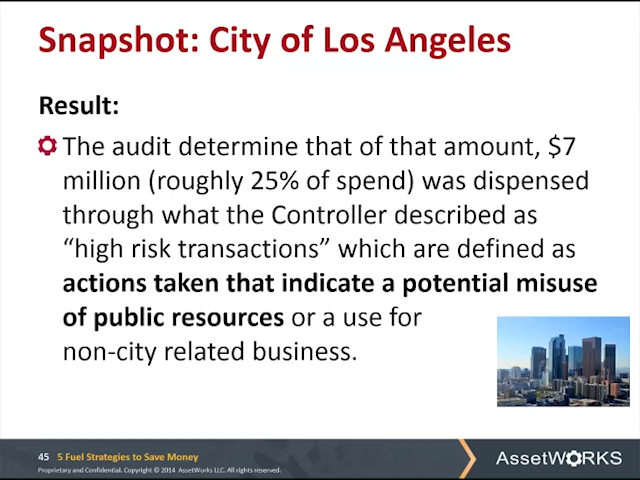 Snapshot: City of Los Angeles
Result:
The audit determine that of that amount, $7
million (roughly 25% of spend) was dispensed
through what the Controller described as
“high risk transactions” which are defined as
actions taken that indicate a potential misuse
of public resources or a use for
non-city related business.
45 5 Fuel Strategies to Save Money
Proprietary and Confidential. Copyright © 2014 AssetWorks LLC. All rights reserved.
AssetWORKS